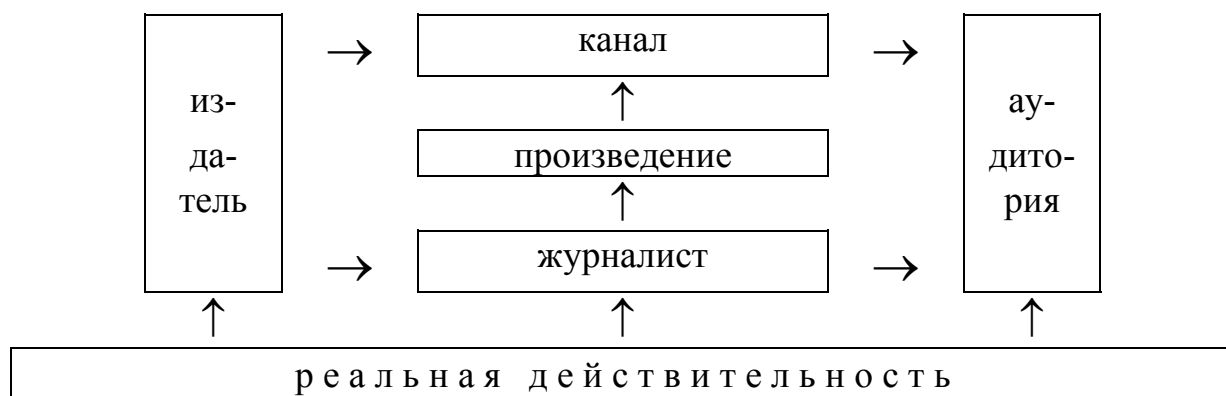 канал
из-
да-
тель
ау-
дито-
рия
произведение
журналист
реальная действительность